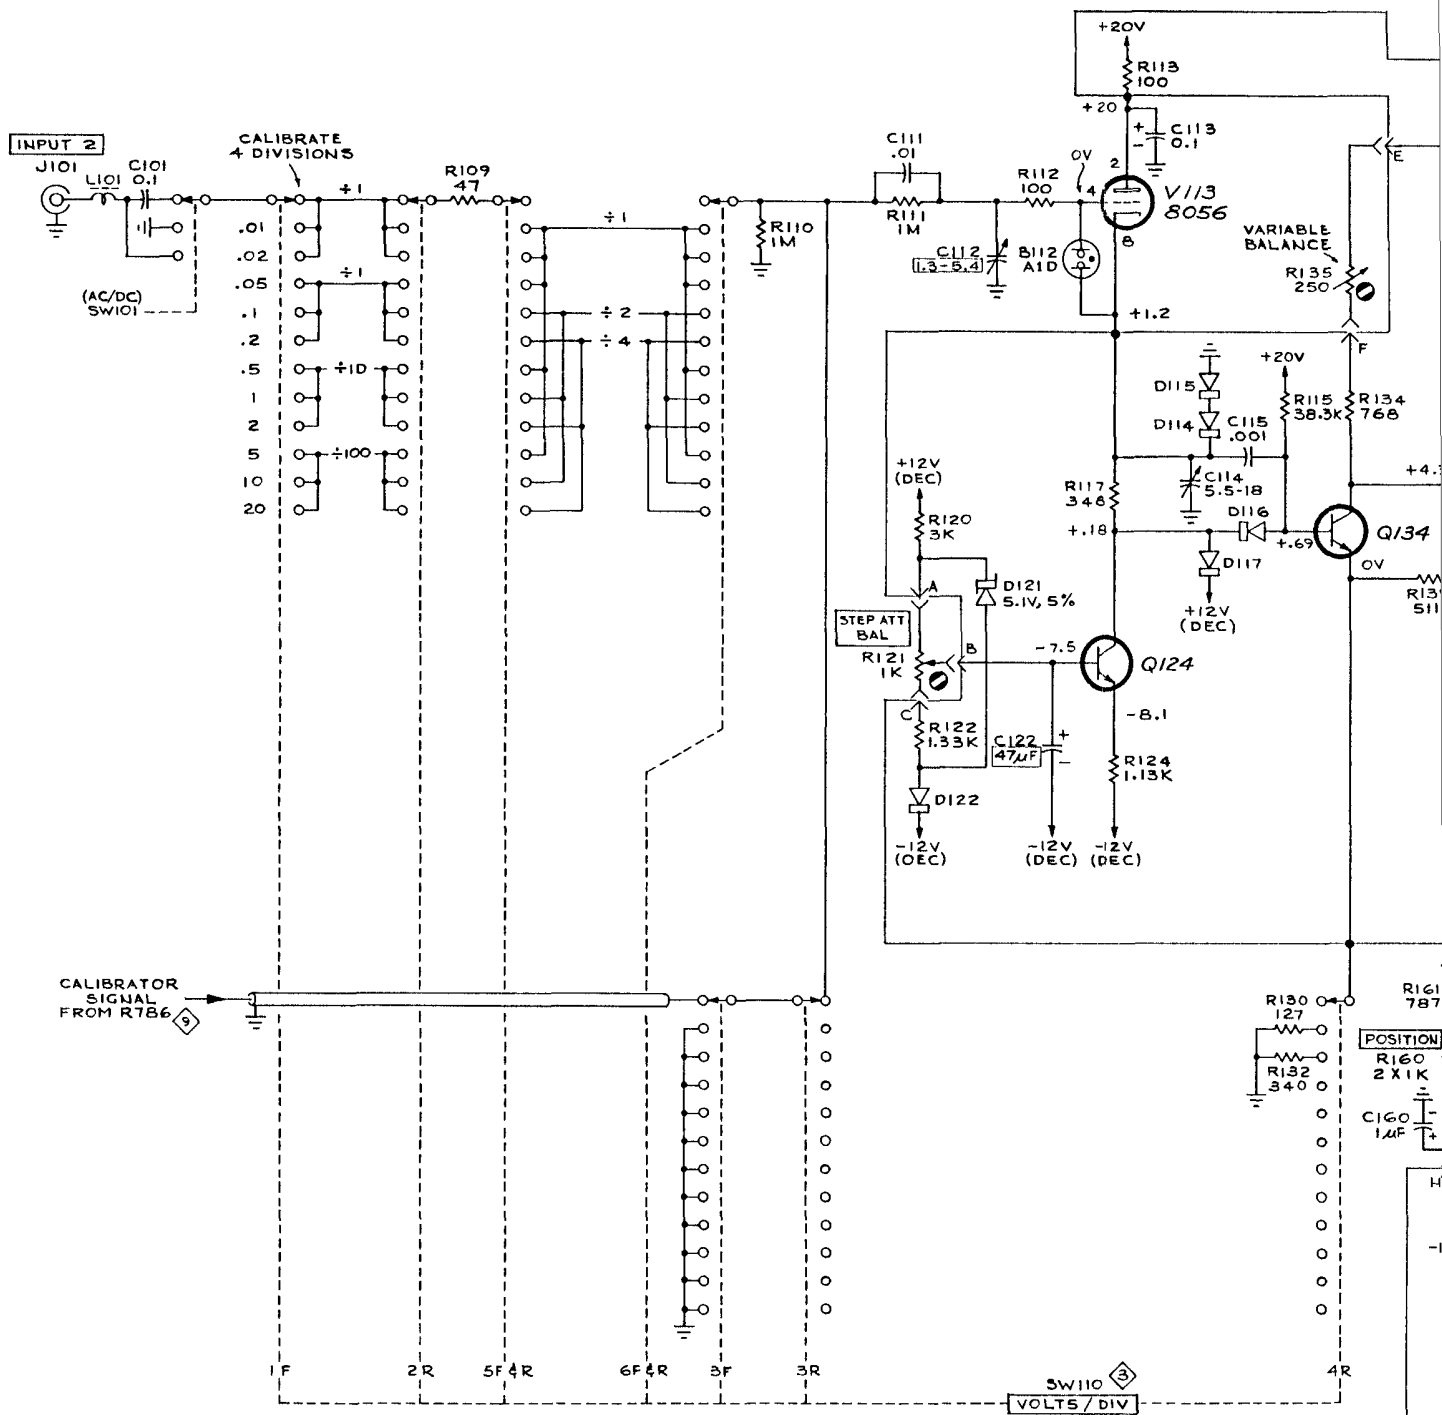 +20V
R113
100
+20
+
-
C113
0.1
INPUT 2
J101
L101
C101
0.1
CALIBRATE
4 DIVISIONS
÷1
R109
47
÷1
R110
1M
C111
.01
R111
1M
R112
100
0V
4
2
8
V113
8056
C112
1.3-5.4
B112
A1D
+1.2
VARIABLE
BALANCE
R135
250
E
F
(AC/DC)
SW101
.01
.02
.05
.1
.2
.5
1
2
5
10
20
÷1
÷10
÷100
÷2
÷4
D115
D114
C115
.001
+20V
R115
38.3K
R134
768
C114
5.5-18
R117
348
+.18
D116
+.69
Q134
0V
D117
+12V
(DEC)
+12V
(DEC)
R120
3K
A
D121
5.1V, 5%
STEP ATT
BAL
R121
1K
B
C
-7.5
Q124
-8.1
R122
1.33K
C122
47µF
+
-
R124
1.13K
D122
-12V
(DEC)
-12V
(DEC)
-12V
(DEC)
CALIBRATOR
SIGNAL
FROM R786
9
R130
127
R132
340
R161
787
POSITION
R160
2X1K
C160
1µF
-
+
1F
2R
5F&R
6F&R
3F
3R
4R
SW110
3
VOLTS/DIV